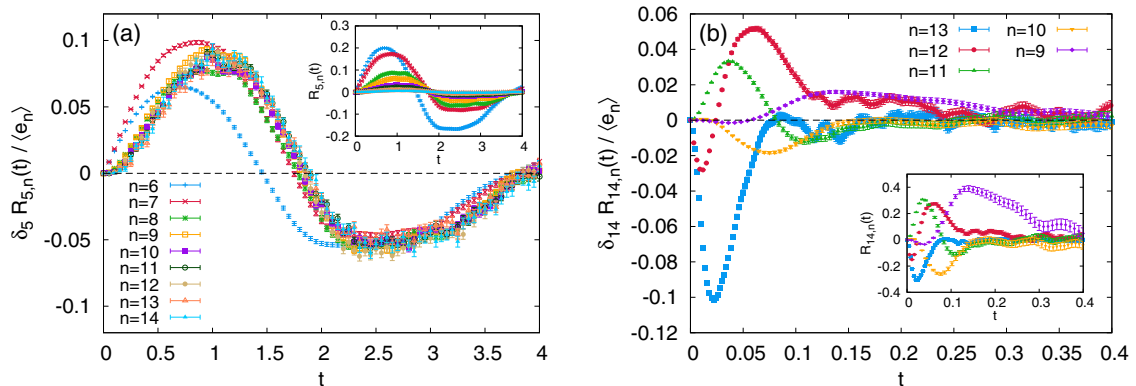 (a)
δ₅ R₅,ₙ(t) / ⟨eₙ⟩
0.1
0.05
0
-0.05
-0.1
n=6
n=7
n=8
n=9
n=10
n=11
n=12
n=13
n=14
0 0.5 1 1.5 2 2.5 3 3.5 4
t
R₅,ₙ(t)
0.3
0.2
0.1
0
-0.1
-0.2
0 1 2 3 4
t
(b)
δ₁₄ R₁₄,ₙ(t) / ⟨eₙ⟩
0.06
0.04
0.02
0
-0.02
-0.04
-0.06
-0.08
-0.1
-0.12
n=13 n=10
n=12 n=9
n=11
0 0.05 0.1 0.15 0.2 0.25 0.3 0.35 0.4
t
R₁₄,ₙ(t)
0.4
0.2
0
-0.2
-0.4
0 0.1 0.2 0.3 0.4
t